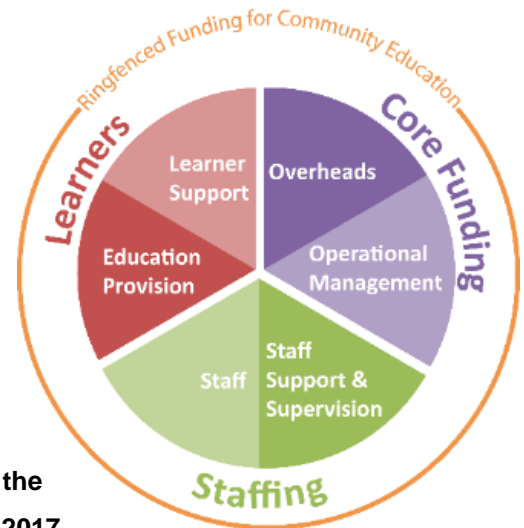 Ringfenced Funding for Community Education
Learners
Core Funding
Learner
Support
Overheads
Education
Provision
Operational
Management
Staff
Staff
Support &
Supervision
Staffing
the
2017